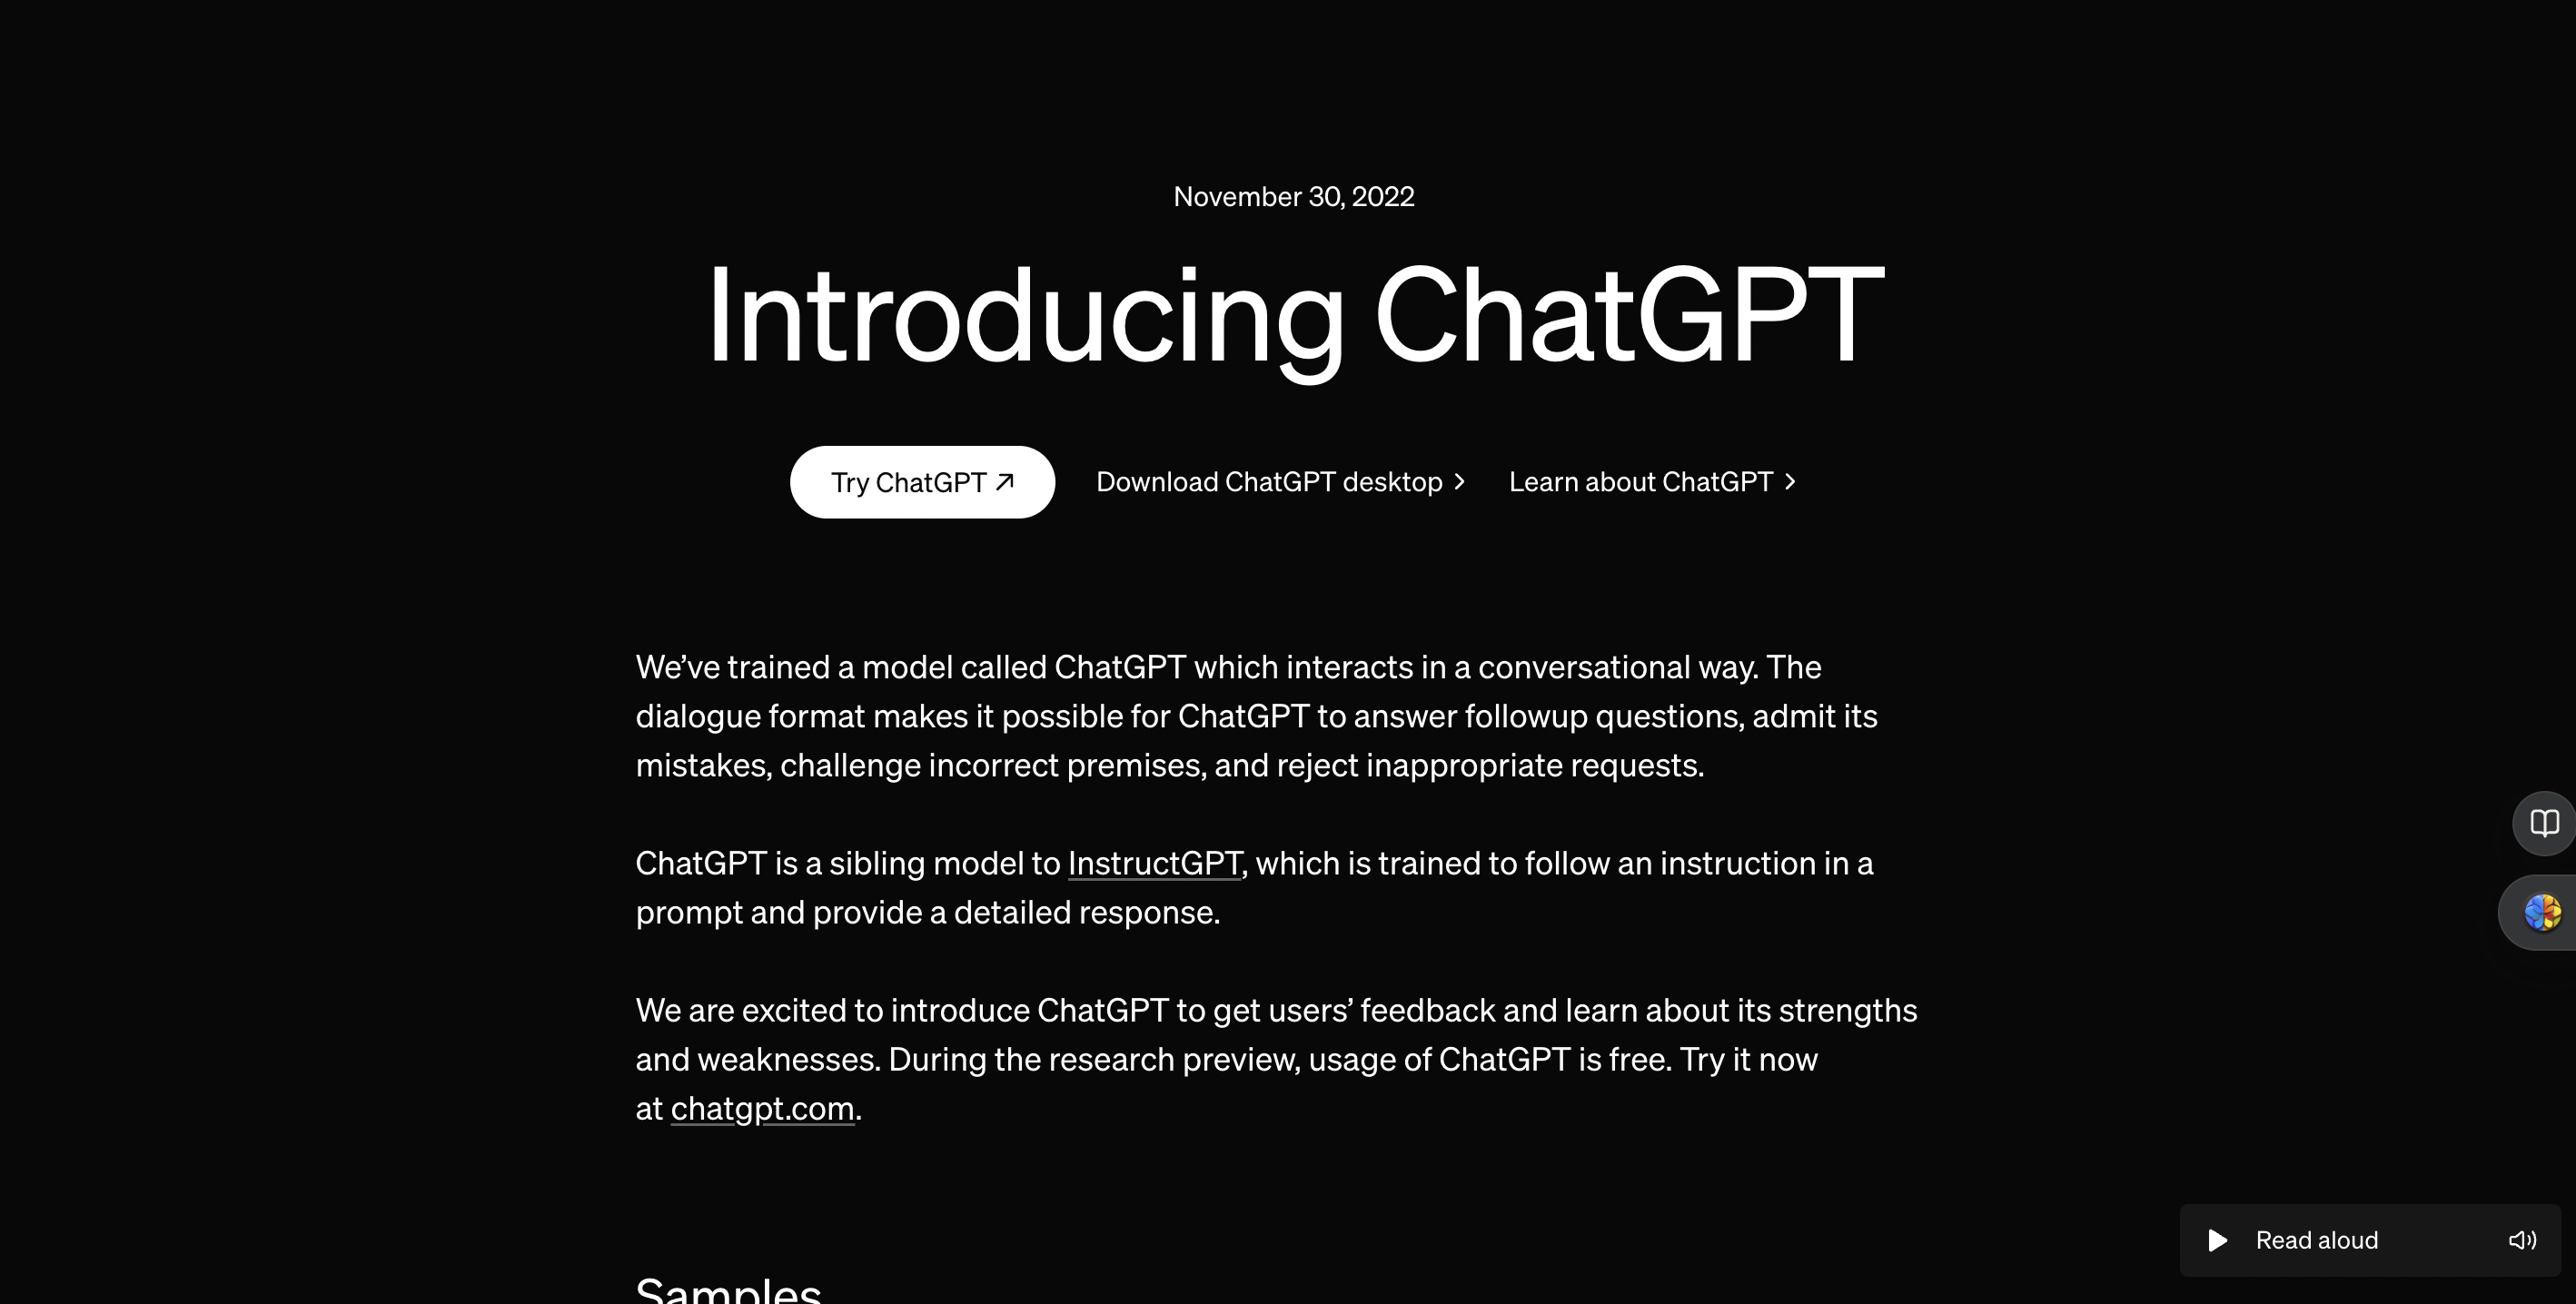 November 30, 2022
Introducing ChatGPT
Try ChatGPT
Download ChatGPT desktop
Learn about ChatGPT
We’ve trained a model called ChatGPT which interacts in a conversational way. The
dialogue format makes it possible for ChatGPT to answer followup questions, admit its
mistakes, challenge incorrect premises, and reject inappropriate requests.
ChatGPT is a sibling model to InstructGPT, which is trained to follow an instruction in a
prompt and provide a detailed response.
We are excited to introduce ChatGPT to get users’ feedback and learn about its strengths
and weaknesses. During the research preview, usage of ChatGPT is free. Try it now
at chatgpt.com.
Read aloud
Samples